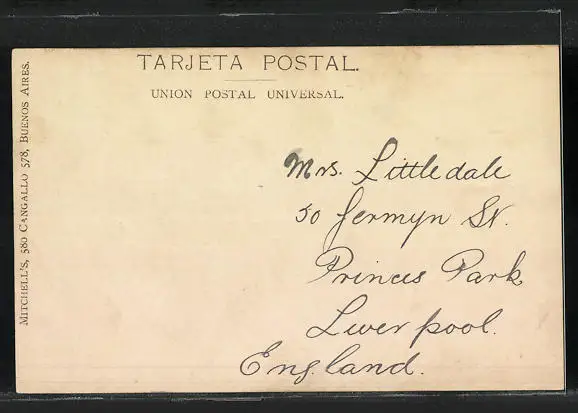 TARJETA POSTAL.
UNION POSTAL UNIVERSAL.
MITCHELL'S, 580 CANGALLO 578, BUENOS AIRES.
Mrs. Littledale
50 Jermyn St.
Princes Park
Liverpool.
England.